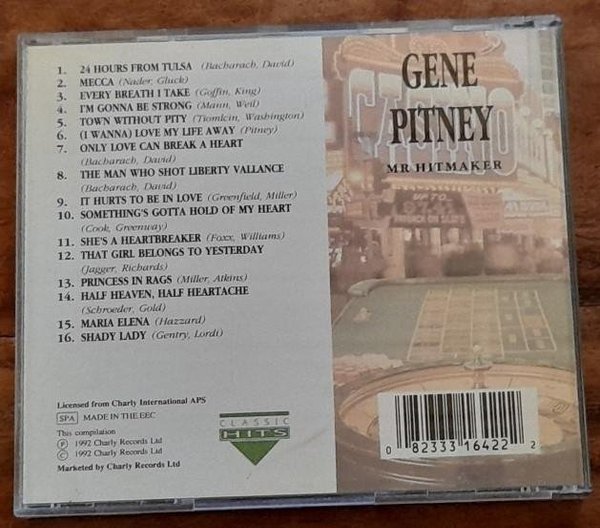 1. 24 HOURS FROM TULSA (Bacharach, David)
2. MECCA (Nader, Gluck)
3. EVERY BREATH I TAKE (Goffin, King)
4. I'M GONNA BE STRONG (Mann, Weil)
5. TOWN WITHOUT PITY (Tiomlcin, Washington)
6. (I WANNA) LOVE MY LIFE AWAY (Pitney)
7. ONLY LOVE CAN BREAK A HEART
(Bacharach, David)
8. THE MAN WHO SHOT LIBERTY VALLANCE
(Bacharach, David)
9. IT HURTS TO BE IN LOVE (Greenfield, Miller)
10. SOMETHING'S GOTTA HOLD OF MY HEART
(Cook, Greenway)
11. SHE'S A HEARTBREAKER (Foxx, Williams)
12. THAT GIRL BELONGS TO YESTERDAY
(Jagger, Richards)
13. PRINCESS IN RAGS (Miller, Atkins)
14. HALF HEAVEN, HALF HEARTACHE
(Schroeder, Gold)
15. MARIA ELENA (Hazzard)
16. SHADY LADY (Gentry, Lordi)
Licensed from Charly International APS
SPA MADE IN THE EEC
This compilation
℗ 1992 Charly Records Ltd
© 1992 Charly Records Ltd
Marketed by Charly Records Ltd
CLASSIC
HITS
GENE
PITNEY
MR HITMAKER
CASINO
UP TO
0 82333 16422 2